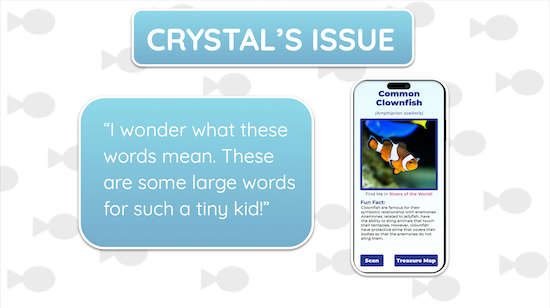 CRYSTAL'S ISSUE
“I wonder what these
words mean. These
are some large words
for such a tiny kid!”
Common
Clownfish
(Amphiprion ocellaris)
Find Me in Rivers of the World!
Fun Fact:
Clownfish are famous for their
symbiotic relationship with anemones.
Anemones, related to jellyfish, have
the ability to sting animals that touch
their tentacles. However, clownfish
have protective slime that covers their
bodies so that the anemones do not
sting them.
Scan
Treasure Map